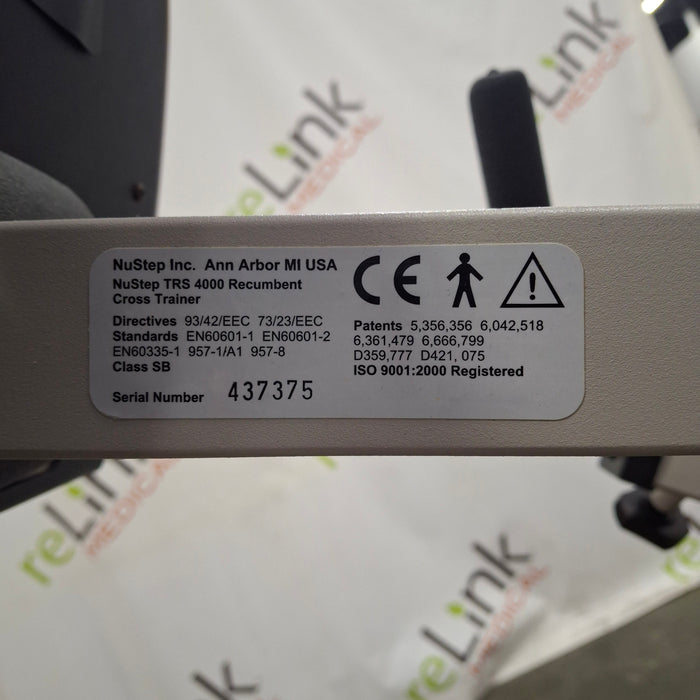 reLink
MEDICAL
reLink
MEDICAL
NuStep Inc. Ann Arbor MI USA
NuStep TRS 4000 Recumbent
Cross Trainer
Directives 93/42/EEC 73/23/EEC
Standards EN60601-1 EN60601-2
EN60335-1 957-1/A1 957-8
Class SB
Serial Number 437375
CE
Patents 5,356,356 6,042,518
6,361,479 6,666,799
D359,777 D421, 075
ISO 9001:2000 Registered
reLink
MEDICAL
reLink
MEDICAL
reLink